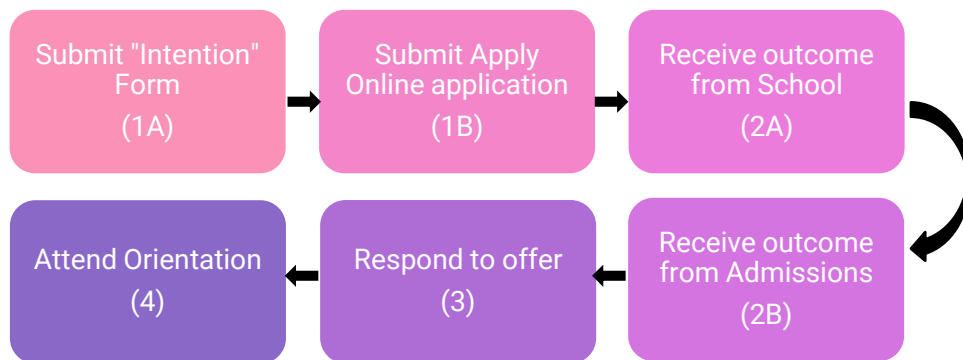 Submit "Intention"
Form
(1A)
Submit Apply
Online application
(1B)
Receive outcome
from School
(2A)
Receive outcome
from Admissions
(2B)
Respond to offer
(3)
Attend Orientation
(4)